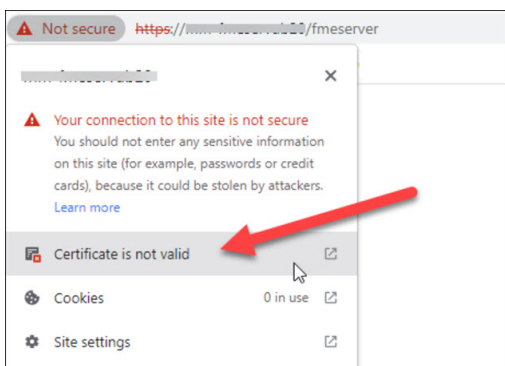 Not secure https:// /fmeserver
Your connection to this site is not secure
You should not enter any sensitive information
on this site (for example, passwords or credit
cards), because it could be stolen by attackers.
Learn more
Certificate is not valid
Cookies 0 in use
Site settings